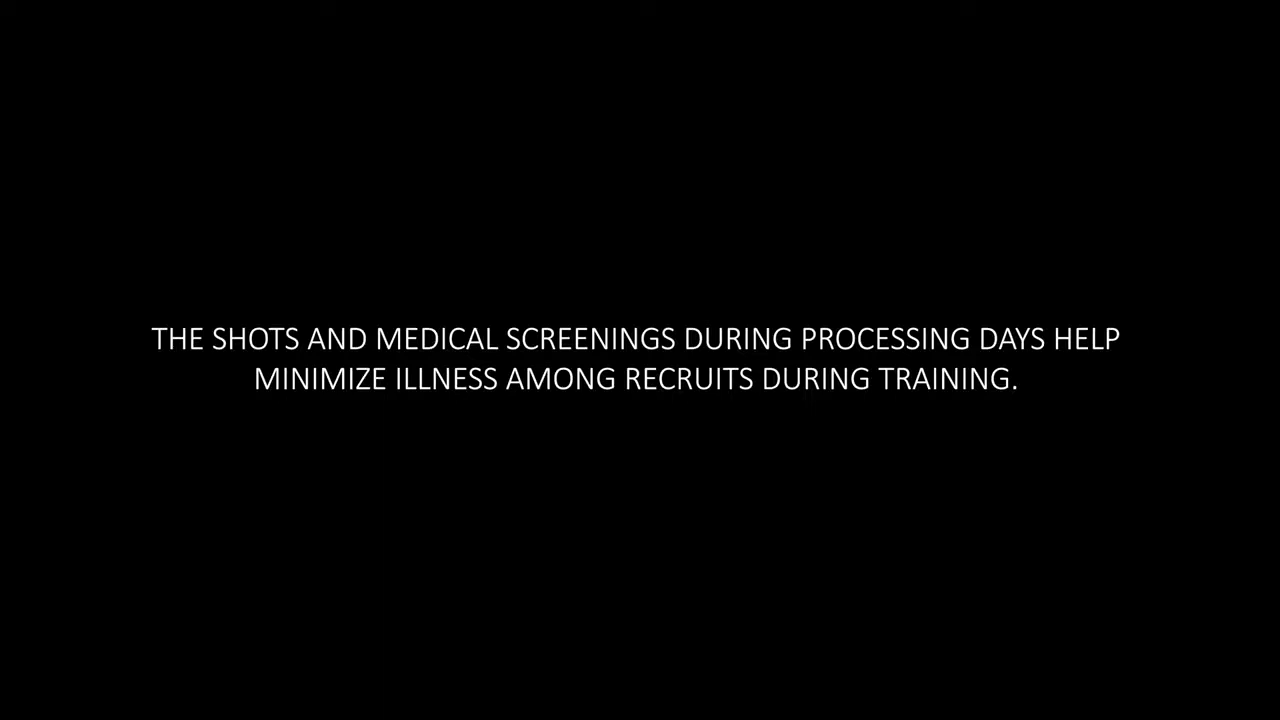 THE SHOTS AND MEDICAL SCREENINGS DURING PROCESSING DAYS HELP
MINIMIZE ILLNESS AMONG RECRUITS DURING TRAINING.